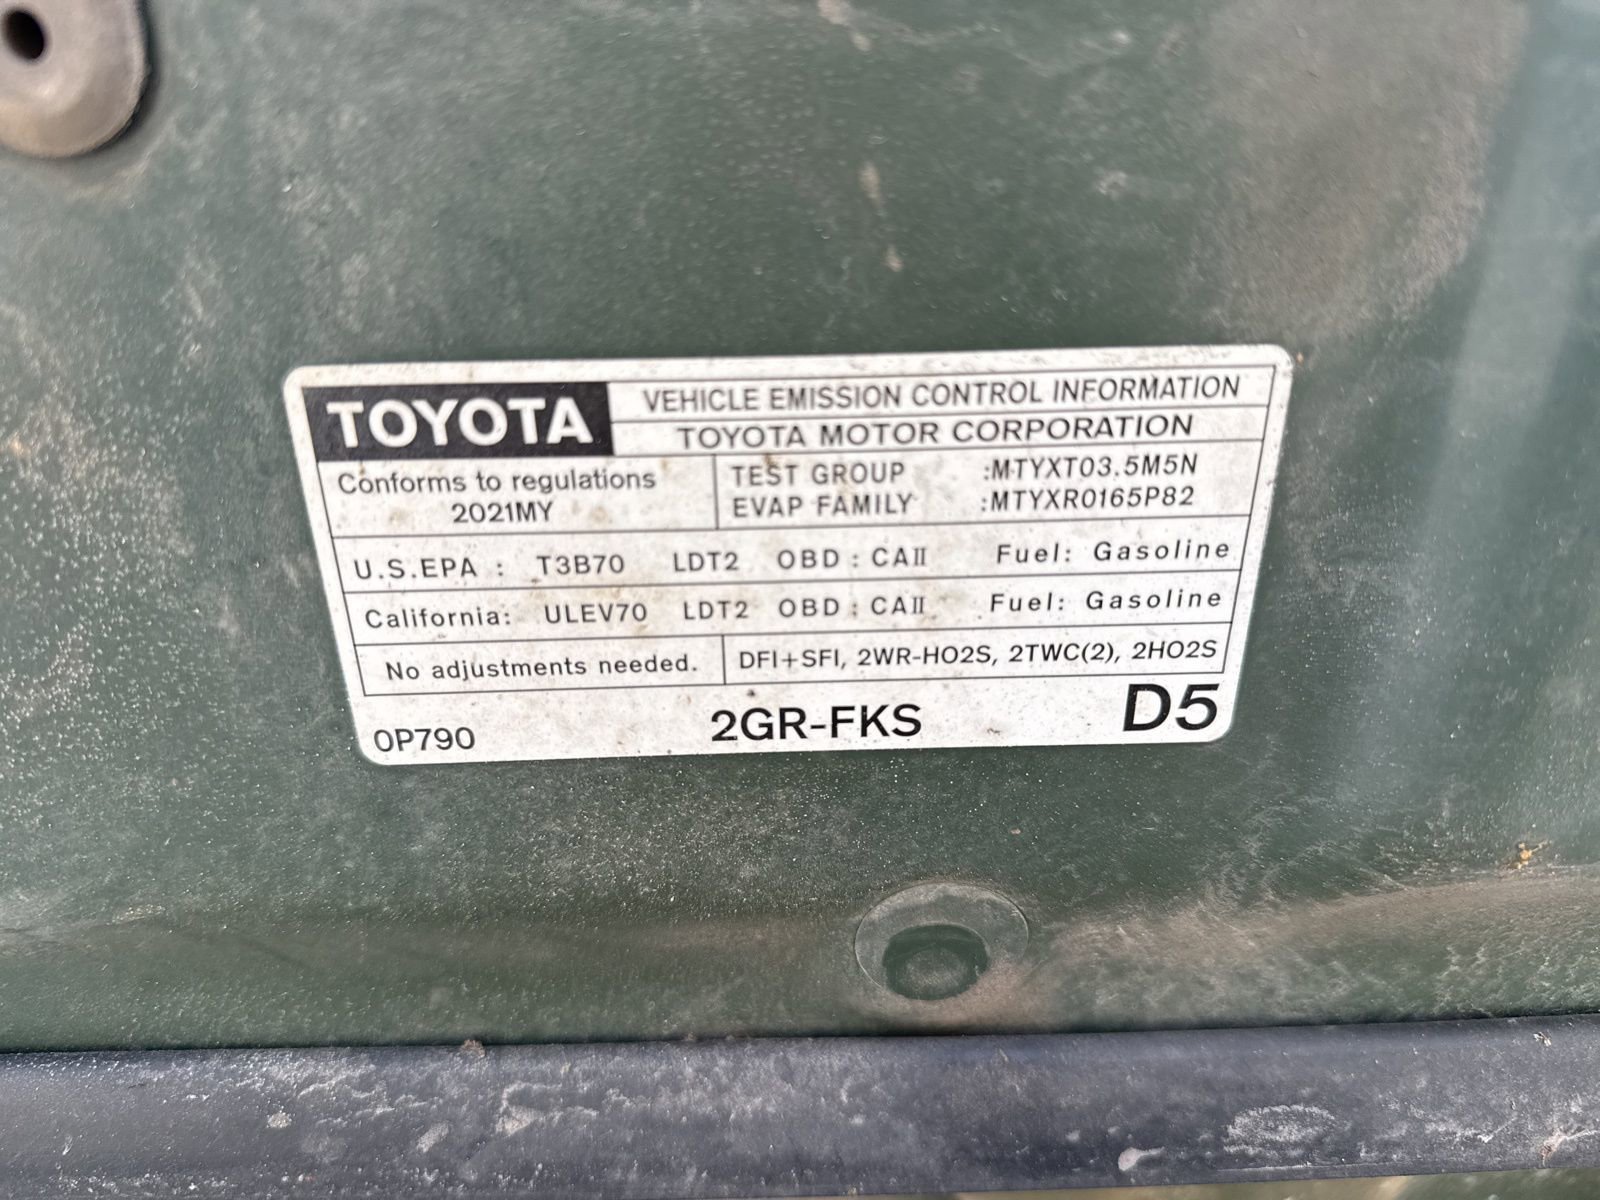 TOYOTA
VEHICLE EMISSION CONTROL INFORMATION
TOYOTA MOTOR CORPORATION
Conforms to regulations
2021MY
TEST GROUP :MTYXT03.5M5N
EVAP FAMILY :MTYXR0165P82
U.S.EPA : T3B70 LDT2 OBD : CAⅡ Fuel: Gasoline
California: ULEV70 LDT2 OBD : CAⅡ Fuel: Gasoline
No adjustments needed.
DFI+SFI, 2WR-HO2S, 2TWC(2), 2HO2S
0P790
2GR-FKS
D5